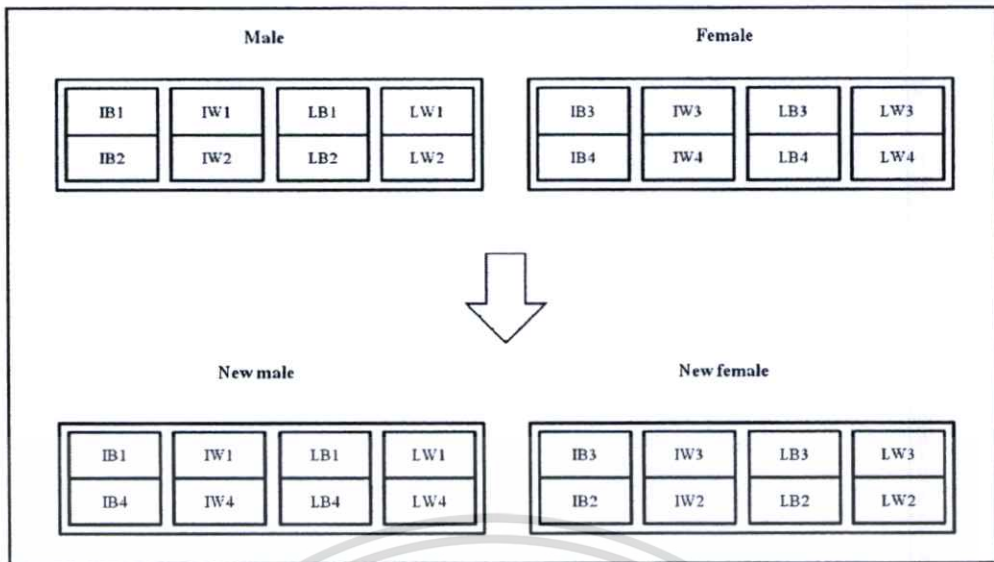 Male Female
IB1 IW1 LB1 LW1 IB3 IW3 LB3 LW3
IB2 IW2 LB2 LW2 IB4 IW4 LB4 LW4
New male New female
IB1 IW1 LB1 LW1 IB3 IW3 LB3 LW3
IB4 IW4 LB4 LW4 IB2 IW2 LB2 LW2